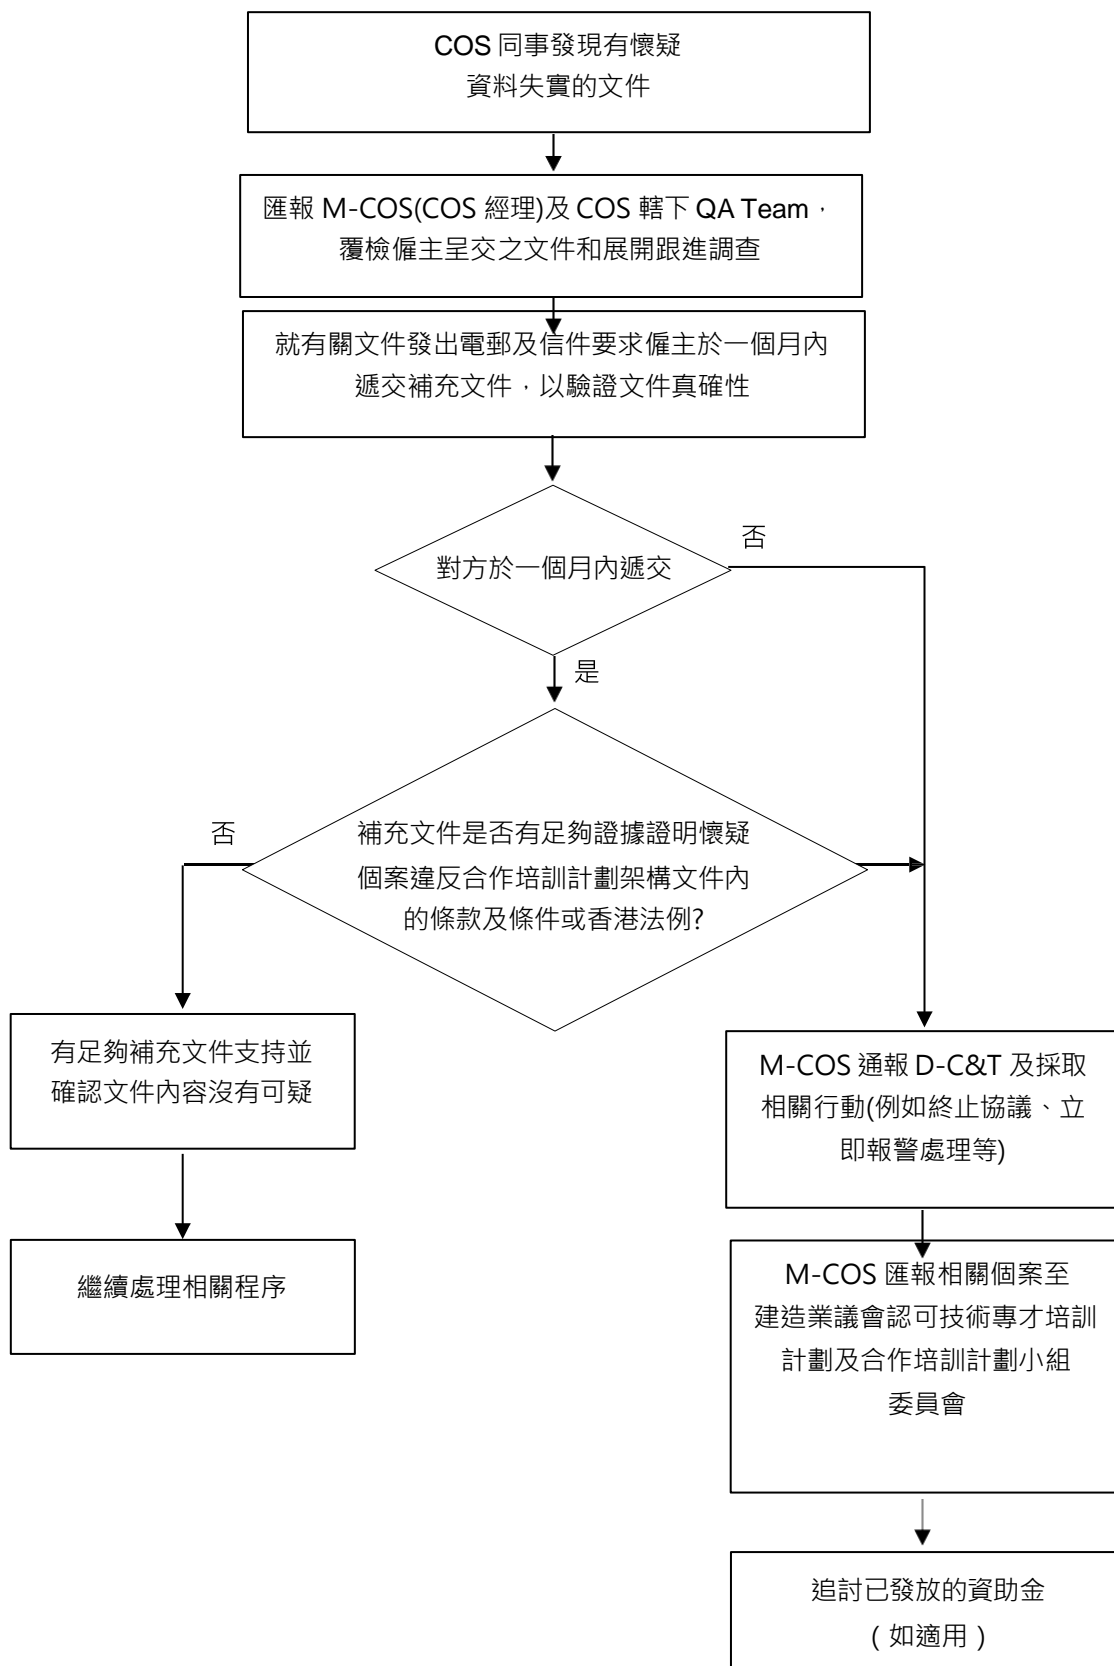 COS 同事發現有懷疑
資料失實的文件
匯報 M-COS(COS 經理)及 COS 轄下 QA Team，
覆檢僱主呈交之文件和展開跟進調查
就有關文件發出電郵及信件要求僱主於一個月內
遞交補充文件，以驗證文件真確性
對方於一個月內遞交
否
是
補充文件是否有足夠證據證明懷疑
個案違反合作培訓計劃架構文件內
的條款及條件或香港法例?
否
有足夠補充文件支持並
確認文件內容沒有可疑
繼續處理相關程序
M-COS 通報 D-C&T 及採取
相關行動(例如終止協議、立
即報警處理等)
M-COS 匯報相關個案至
建造業議會認可技術專才培訓
計劃及合作培訓計劃小組
委員會
追討已發放的資助金
（如適用）